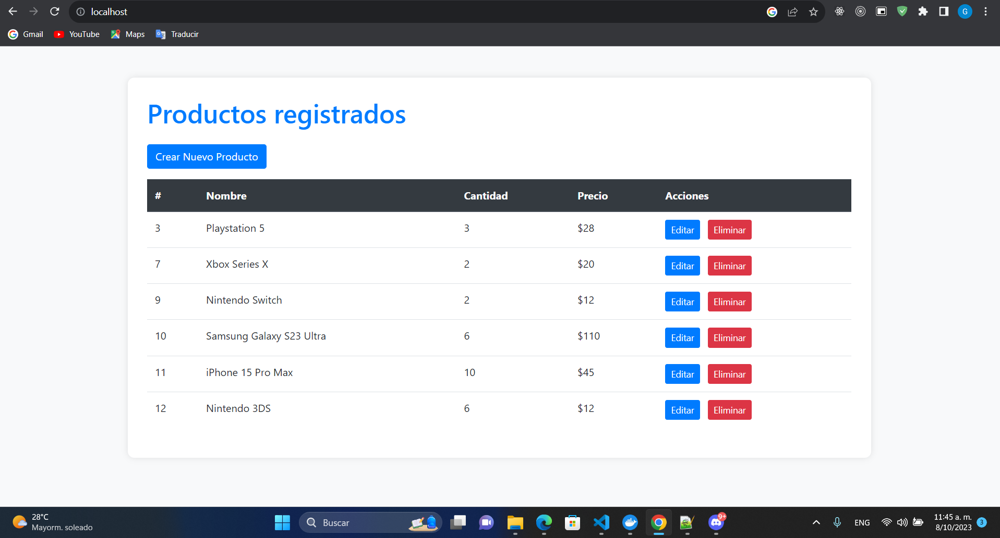 localhost
G
Gmail
YouTube
Maps
Traducir
Productos registrados
Crear Nuevo Producto
# Nombre Cantidad Precio Acciones
3 Playstation 5 3 $28 Editar Eliminar
7 Xbox Series X 2 $20 Editar Eliminar
9 Nintendo Switch 2 $12 Editar Eliminar
10 Samsung Galaxy S23 Ultra 6 $110 Editar Eliminar
11 iPhone 15 Pro Max 10 $45 Editar Eliminar
12 Nintendo 3DS 6 $12 Editar Eliminar
28°C
Mayorm. soleado
Buscar
9+
ENG
11:45 a. m.
8/10/2023
3